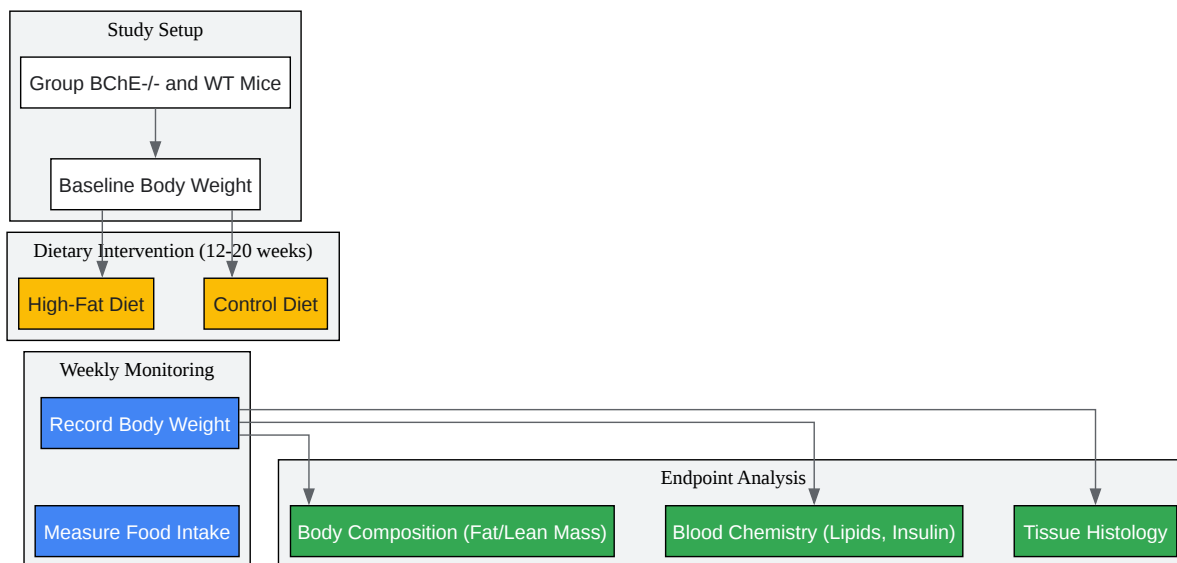 Study Setup
Group BChE-/- and WT Mice
Baseline Body Weight
Dietary Intervention (12-20 weeks)
High-Fat Diet
Control Diet
Weekly Monitoring
Record Body Weight
Measure Food Intake
Endpoint Analysis
Body Composition (Fat/Lean Mass)
Blood Chemistry (Lipids, Insulin)
Tissue Histology